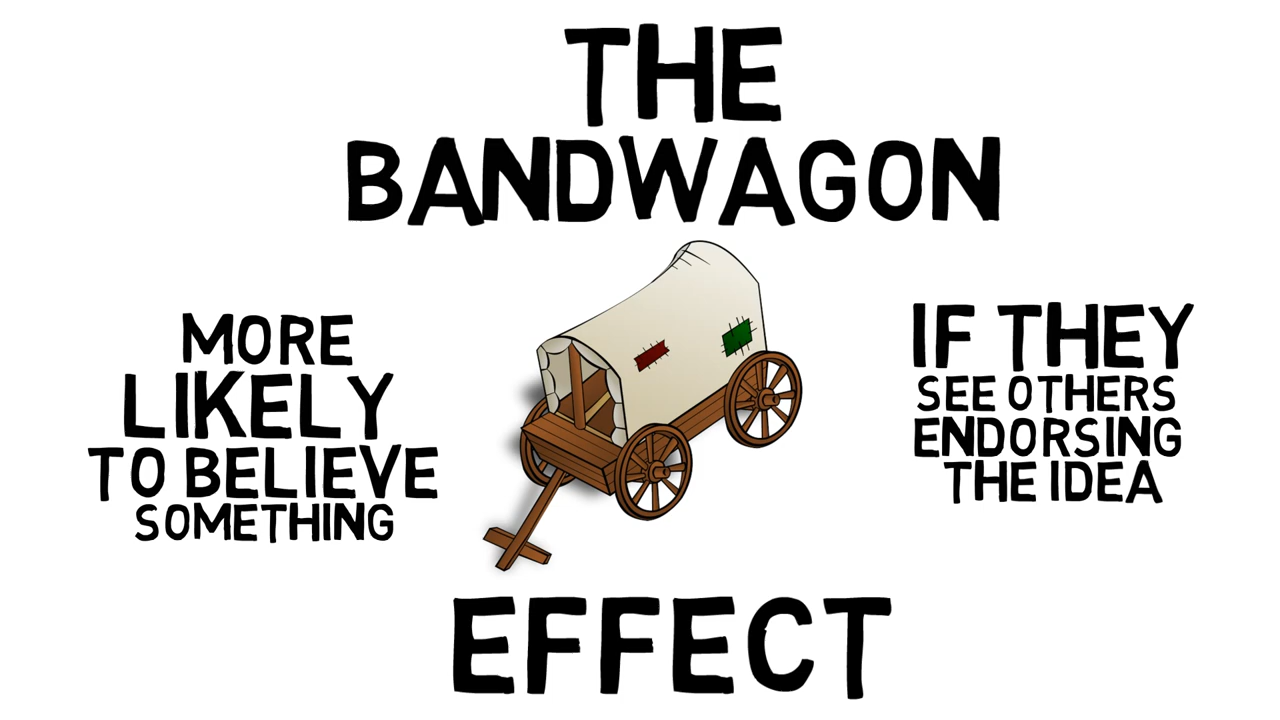 THE
BANDWAGON
MORE
LIKELY
TO BELIEVE
SOMETHING
IF THEY
SEE OTHERS
ENDORSING
THE IDEA
EFFECT